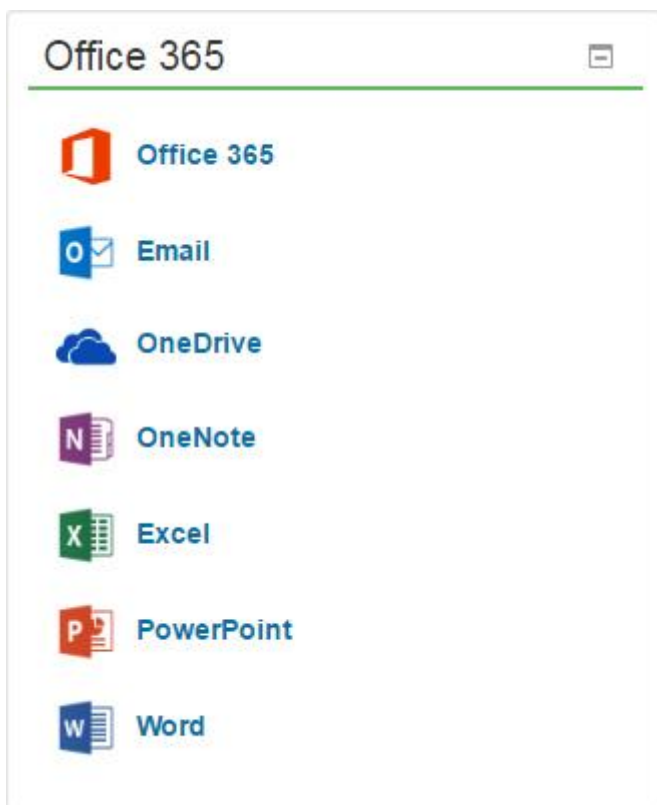 Office 365
Office 365
Email
OneDrive
OneNote
Excel
PowerPoint
Word